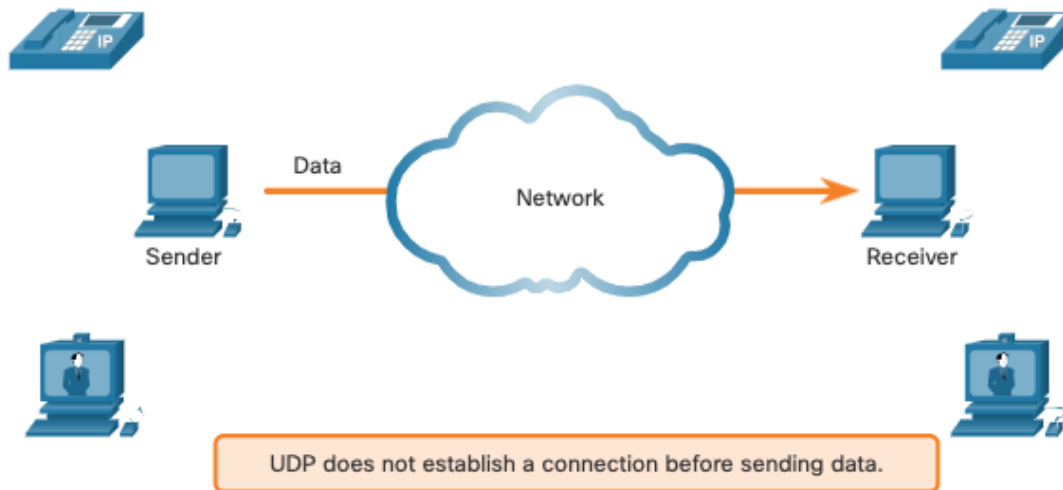 IP
IP
Data
Network
Sender
Receiver
UDP does not establish a connection before sending data.